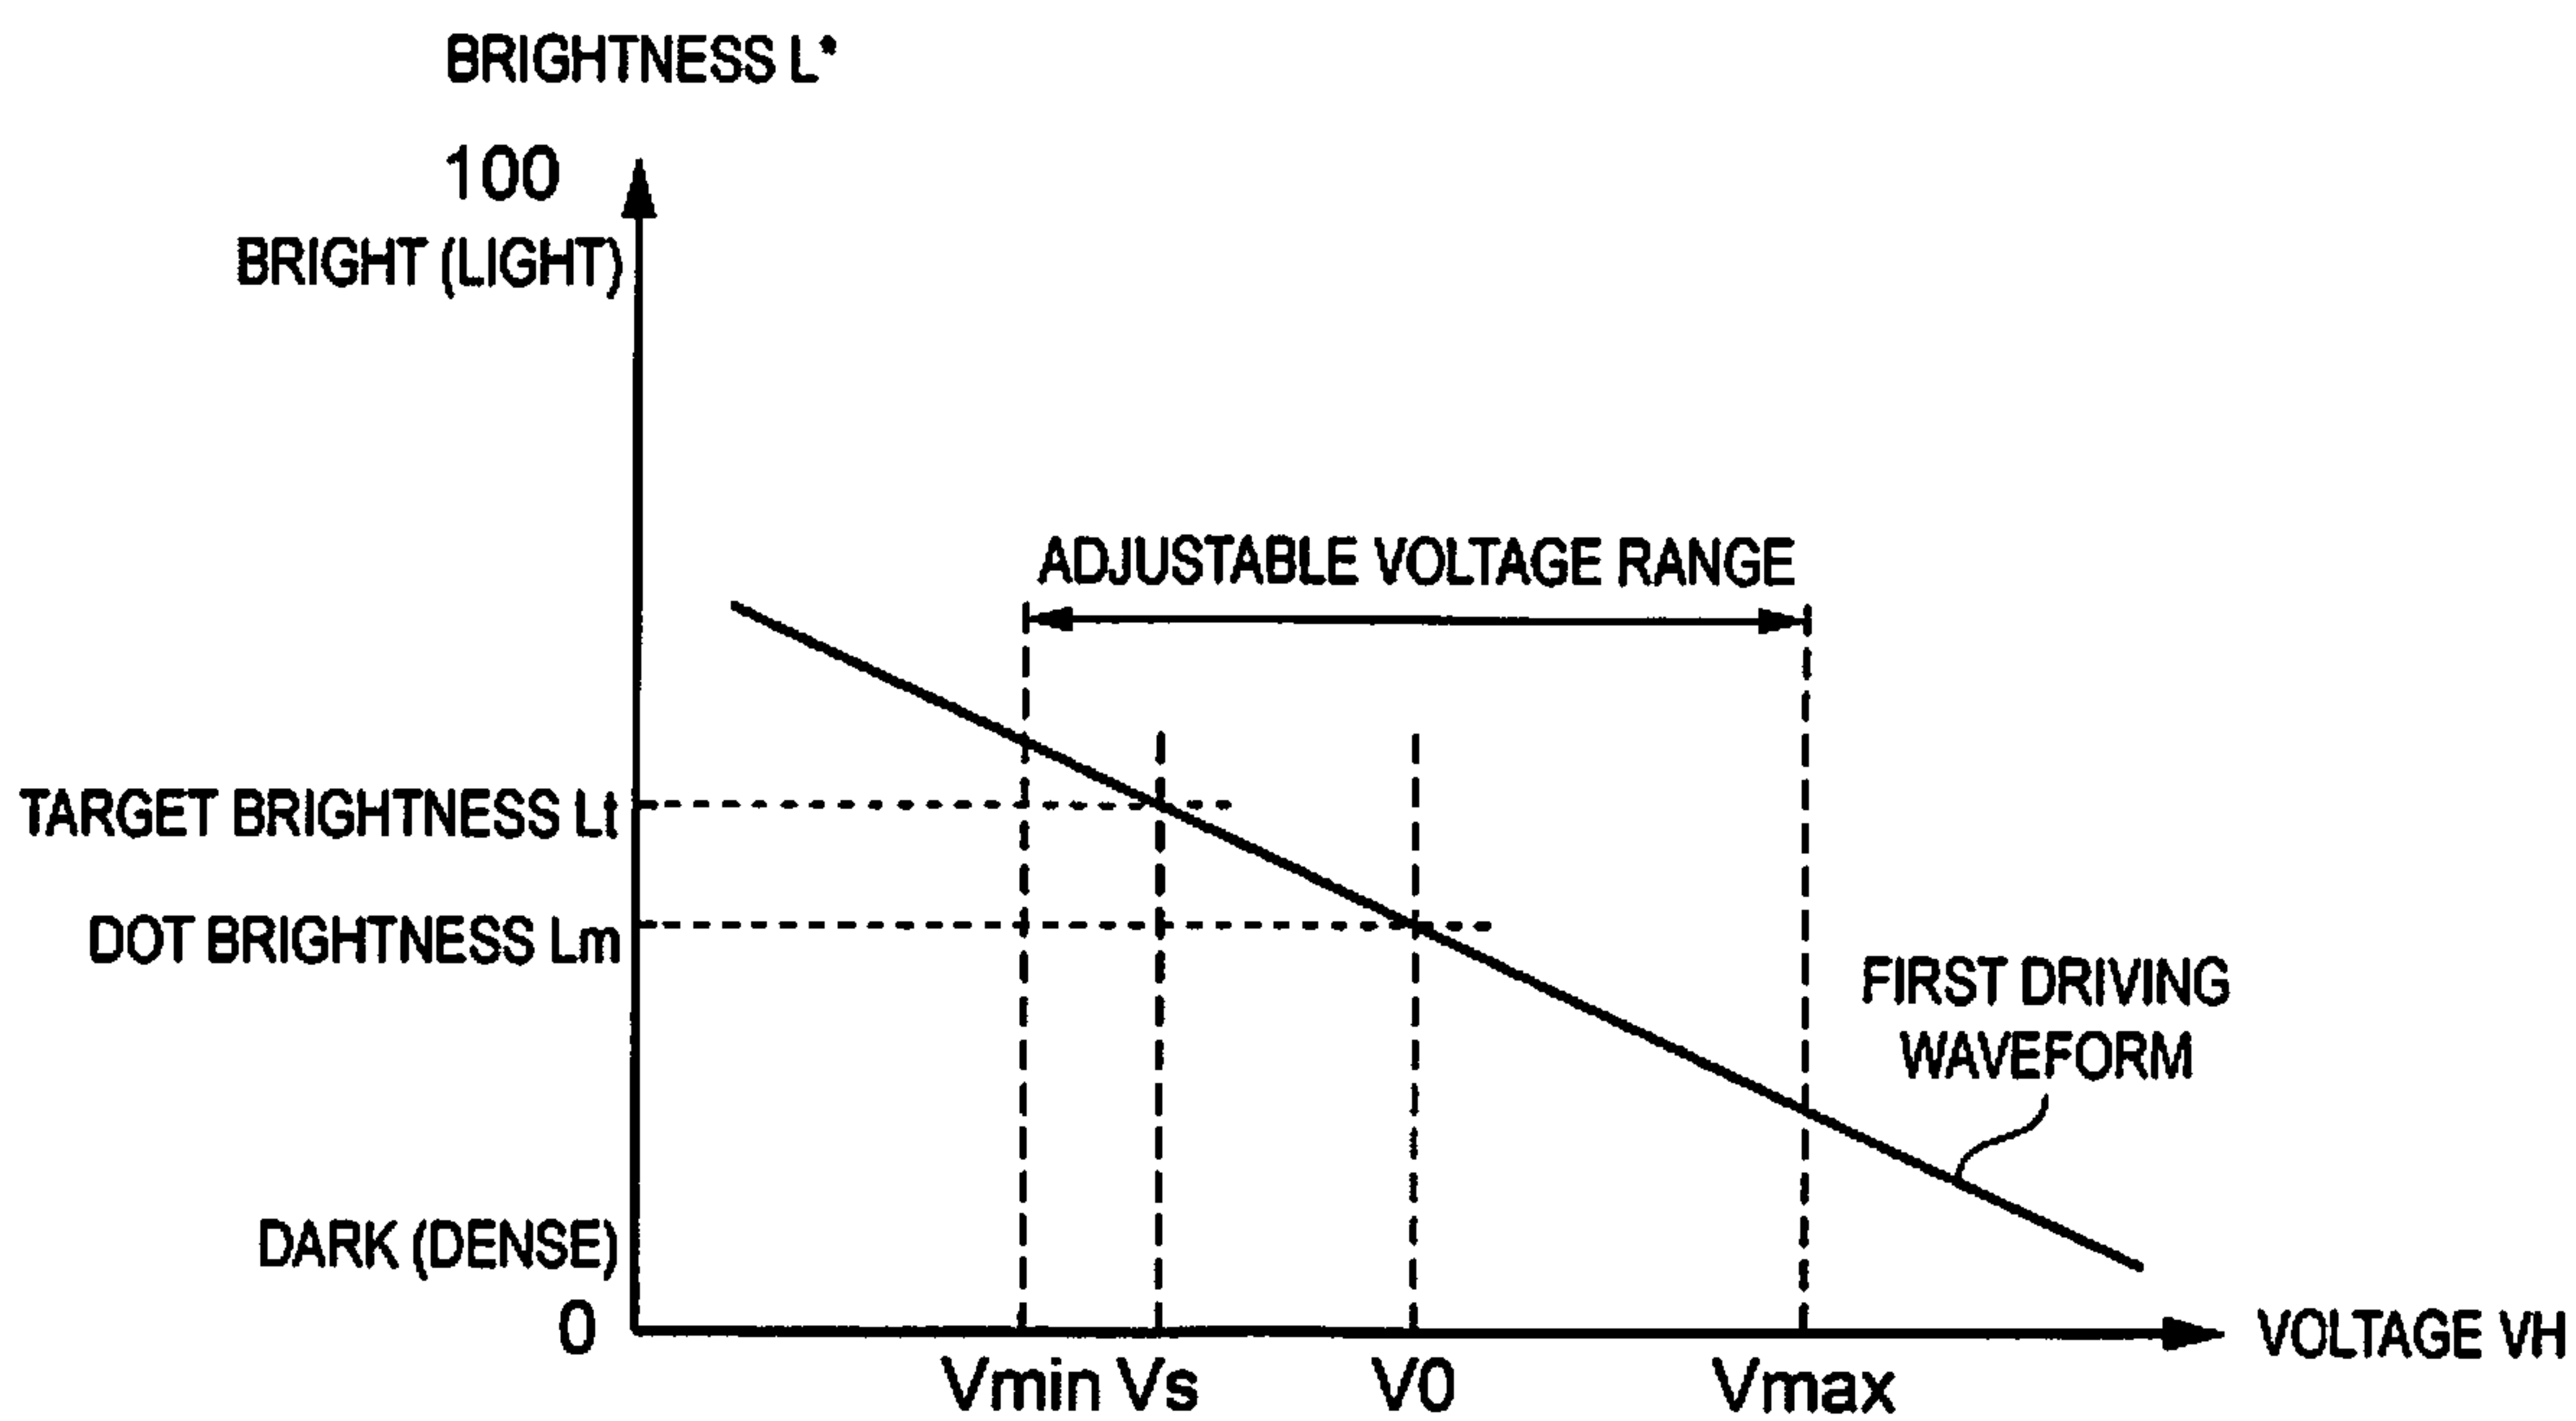 BRIGHTNESS L*
100
BRIGHT (LIGHT)
ADJUSTABLE VOLTAGE RANGE
TARGET BRIGHTNESS Lt
DOT BRIGHTNESS Lm
FIRST DRIVING
WAVEFORM
DARK (DENSE)
0
VOLTAGE VH
Vmin Vs V0 Vmax